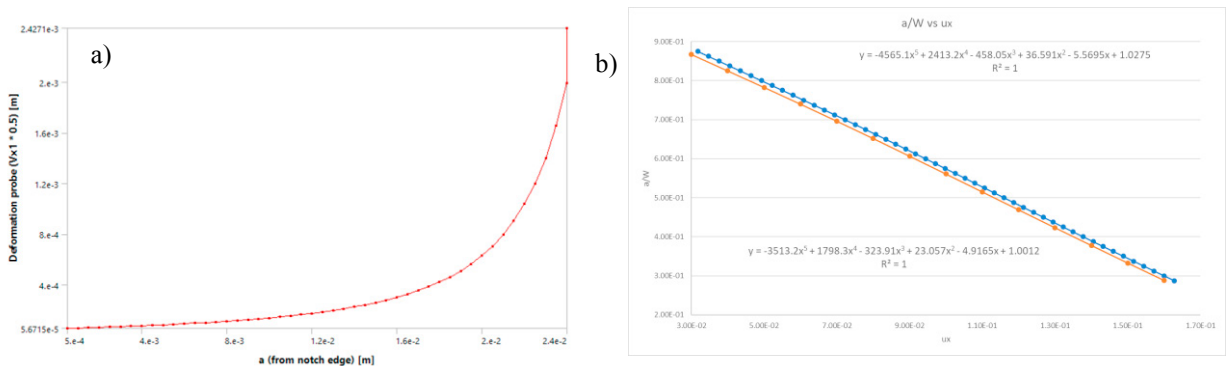 a)
Deformation probe (Vx1 * 0.5) [m]
2.4271e-3
2.e-3
1.6e-3
1.2e-3
8.e-4
4.e-4
5.6715e-5
5.e-4 4.e-3 8.e-3 1.2e-2 1.6e-2 2.e-2 2.4e-2
a (from notch edge) [m]
b)
a/W vs ux
y = -4565.1x⁵ + 2413.2x⁴ - 458.05x³ + 36.591x² - 5.5695x + 1.0275
R² = 1
y = -3513.2x⁵ + 1798.3x⁴ - 323.91x³ + 23.057x² - 4.9165x + 1.0012
R² = 1
a/W
9.00E-01
8.00E-01
7.00E-01
6.00E-01
5.00E-01
4.00E-01
3.00E-01
2.00E-01
3.00E-02 5.00E-02 7.00E-02 9.00E-02 1.10E-01 1.30E-01 1.50E-01 1.70E-01
ux